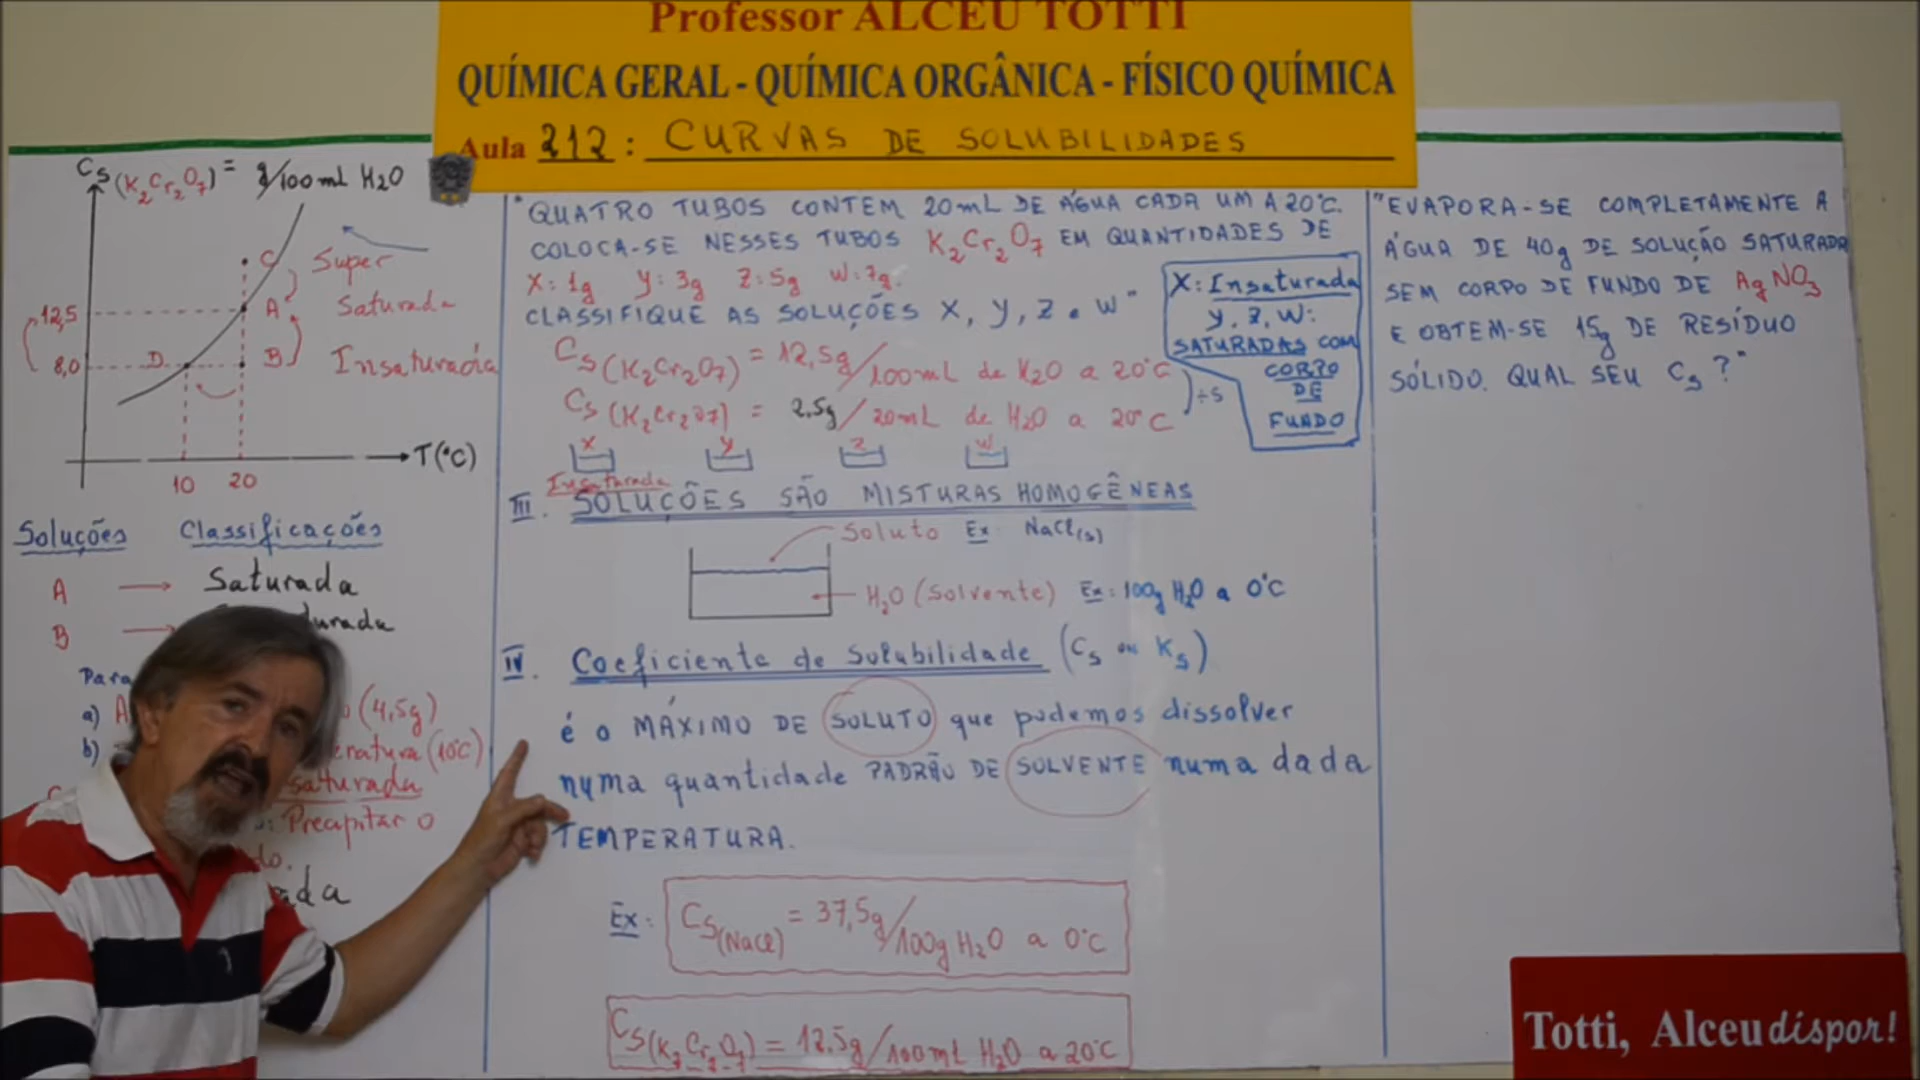 Professor ALCEU TOTTI
QUÍMICA GERAL - QUÍMICA ORGÂNICA - FÍSICO QUÍMICA
Aula 212: CURVAS DE SOLUBILIDADES
Cs(K2Cr2O7) = g/100ml H2O
C
Super
Saturada
12,5
A
8,0
D
B
Insaturada
T(°C)
10 20
Soluções Classificações
A → Saturada
B →
Para
a) A (4,5g)
b) (10°C)
saturada
Precipitar o
"QUATRO TUBOS CONTEM 20mL DE ÁGUA CADA UM A 20°C.
COLOCA-SE NESSES TUBOS K2Cr2O7 EM QUANTIDADES DE
X: 1g y: 3g Z: 5g W: 7g.
CLASSIFIQUE AS SOLUÇÕES X, Y, Z e W"
X: Insaturada
Y, Z, W:
SATURADAS COM
CORPO
DE
FUNDO
Cs(K2Cr2O7) = 12,5g/100mL de K2O a 20°C
Cs(K2Cr2O7) = 2.5g/20mL de H2O a 20°C
÷5
X y Z W
Insaturada
III. SOLUÇÕES SÃO MISTURAS HOMOGÊNEAS
Soluto Ex: NaCl(s)
H2O (Solvente) Ex: 100g H2O a 0°C
IV. Coeficiente de Solubilidade (Cs ou Ks)
é o MÁXIMO DE SOLUTO que podemos dissolver
numa quantidade PADRÃO DE SOLVENTE numa dada
TEMPERATURA.
Ex: Cs(NaCl) = 37,5g/100g H2O a 0°C
Cs(K2Cr2O7) = 12.5g/100ml H2O a 20°C
"EVAPORA-SE COMPLETAMENTE A
ÁGUA DE 40g DE SOLUÇÃO SATURADA
SEM CORPO DE FUNDO DE AgNO3
E OBTEM-SE 15g DE RESÍDUO
SÓLIDO. QUAL SEU Cs?"
Totti, Alceu dispor!